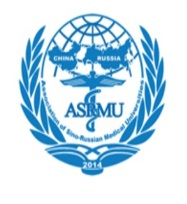 CHINA RUSSIA
ASRMU
Association of Sino-Russian Medical Universities
2014